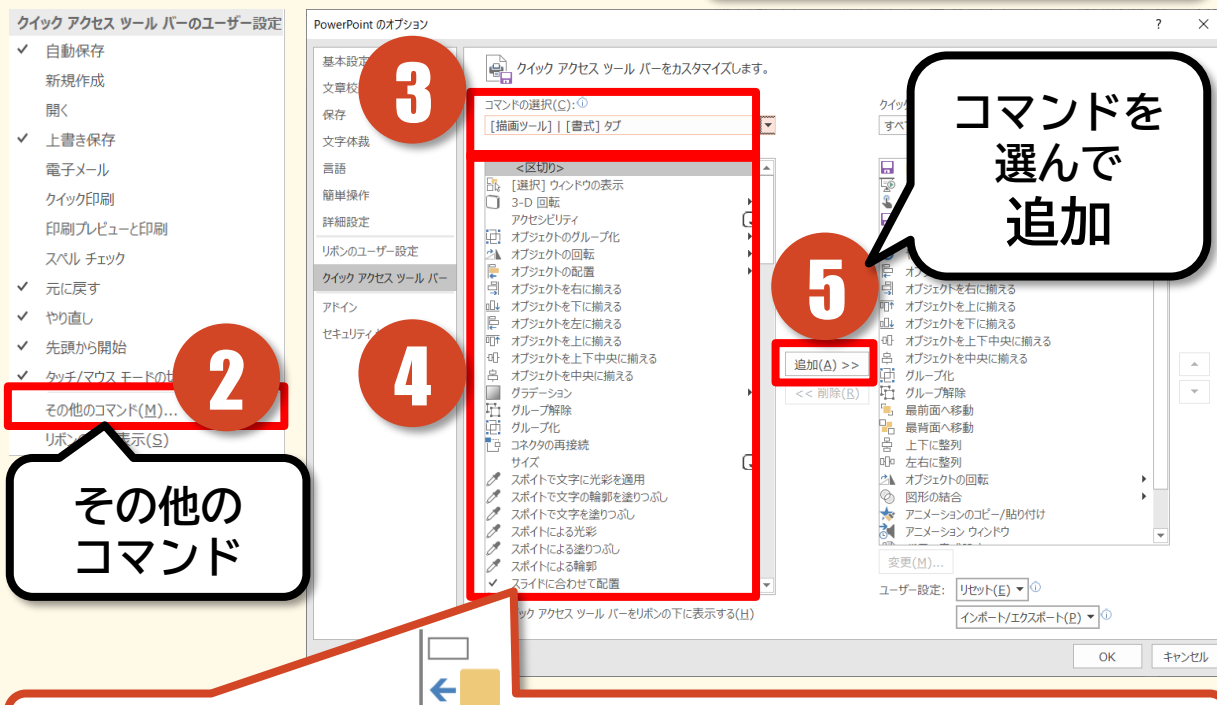 クイック アクセス ツール バーのユーザー設定
✓ 自動保存
新規作成
開く
✓ 上書き保存
電子メール
クイック印刷
印刷プレビューと印刷
スペル チェック
✓ 元に戻す
✓ やり直し
✓ 先頭から開始
✓ タッチ/マウス モードの
2
その他のコマンド(M)...
リボンの
表示(S)
その他の
コマンド
PowerPoint のオプション
? ×
基本設定
文章校
保存
文字体裁
言語
簡単操作
詳細設定
リボンのユーザー設定
クイック アクセス ツール バー
アドイン
セキュリティ
3
クイック アクセス ツール バーをカスタマイズします。
コマンドの選択(C):
[描画ツール] | [書式] タブ
4
<区切り>
[選択] ウィンドウの表示
3-D 回転
アクセシビリティ
オブジェクトのグループ化
オブジェクトの回転
オブジェクトの配置
オブジェクトを右に揃える
オブジェクトを下に揃える
オブジェクトを左に揃える
オブジェクトを上に揃える
オブジェクトを上下中央に揃える
オブジェクトを中央に揃える
グラデーション
グループ解除
グループ化
コネクタの再接続
サイズ
スポイトで文字に光彩を適用
スポイトで文字の輪郭を塗りつぶし
スポイトで文字を塗りつぶし
スポイトによる光彩
スポイトによる塗りつぶし
スポイトによる輪郭
✓ スライドに合わせて配置
ック アクセス ツール バーをリボンの下に表示する(H)
5
追加(A) >>
<< 削除(R)
コマンドを
選んで
追加
クイッ
すべ
オブ
オブジェクトを右に揃える
オブジェクトを上に揃える
オブジェクトを下に揃える
オブジェクトを上下中央に揃える
オブジェクトを中央に揃える
グループ化
グループ解除
最前面へ移動
最背面へ移動
上下に整列
左右に整列
オブジェクトの回転
図形の結合
アニメーションのコピー/貼り付け
アニメーション ウィンドウ
変更(M)...
ユーザー設定: リセット(E)
インポート/エクスポート(P)
OK
キャンセル